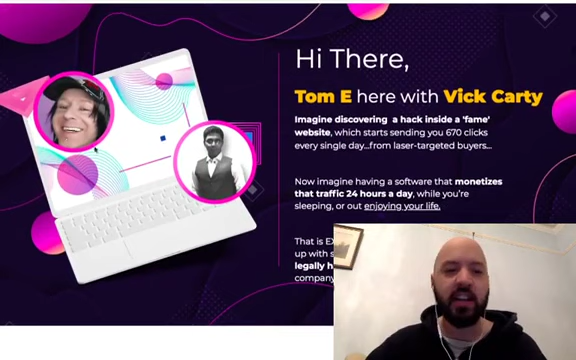 Hi There,
Tom E here with Vick Carty
Imagine discovering a hack inside a 'fame'
website, which starts sending you 670 clicks
every single day...from laser-targeted buyers...
Now imagine having a software that monetizes
that traffic 24 hours a day, while you're
sleeping, or out enjoying your life.
That is
up with
legally
company